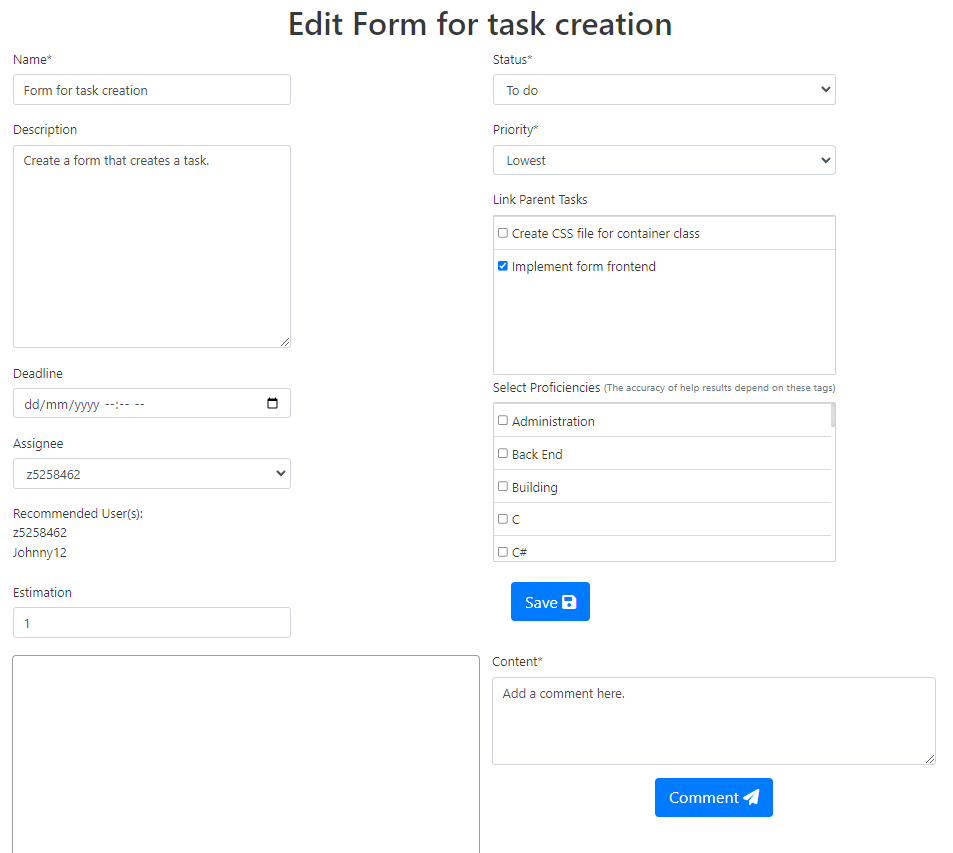 Edit Form for task creation
Name*
Form for task creation
Description
Create a form that creates a task.
Deadline
dd/mm/yyyy --:-- --
Assignee
z5258462
Recommended User(s):
z5258462
Johnny12
Estimation
1
Status*
To do
Priority*
Lowest
Link Parent Tasks
Create CSS file for container class
Implement form frontend
Select Proficiencies (The accuracy of help results depend on these tags)
Administration
Back End
Building
C
C#
Save
Content*
Add a comment here.
Comment